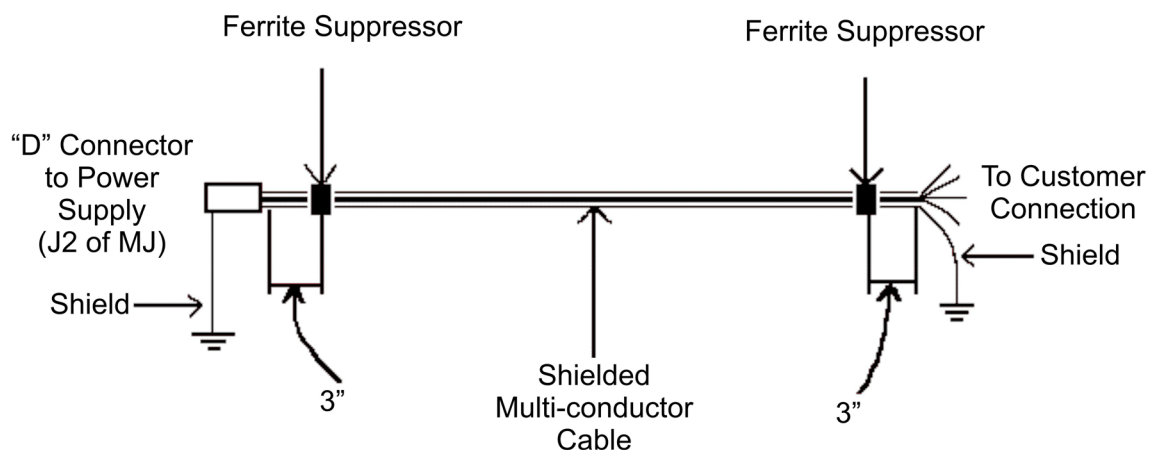 Ferrite Suppressor
Ferrite Suppressor
“D” Connector
to Power
Supply
(J2 of MJ)
To Customer
Connection
Shield
Shield
3”
Shielded
Multi-conductor
Cable
3”